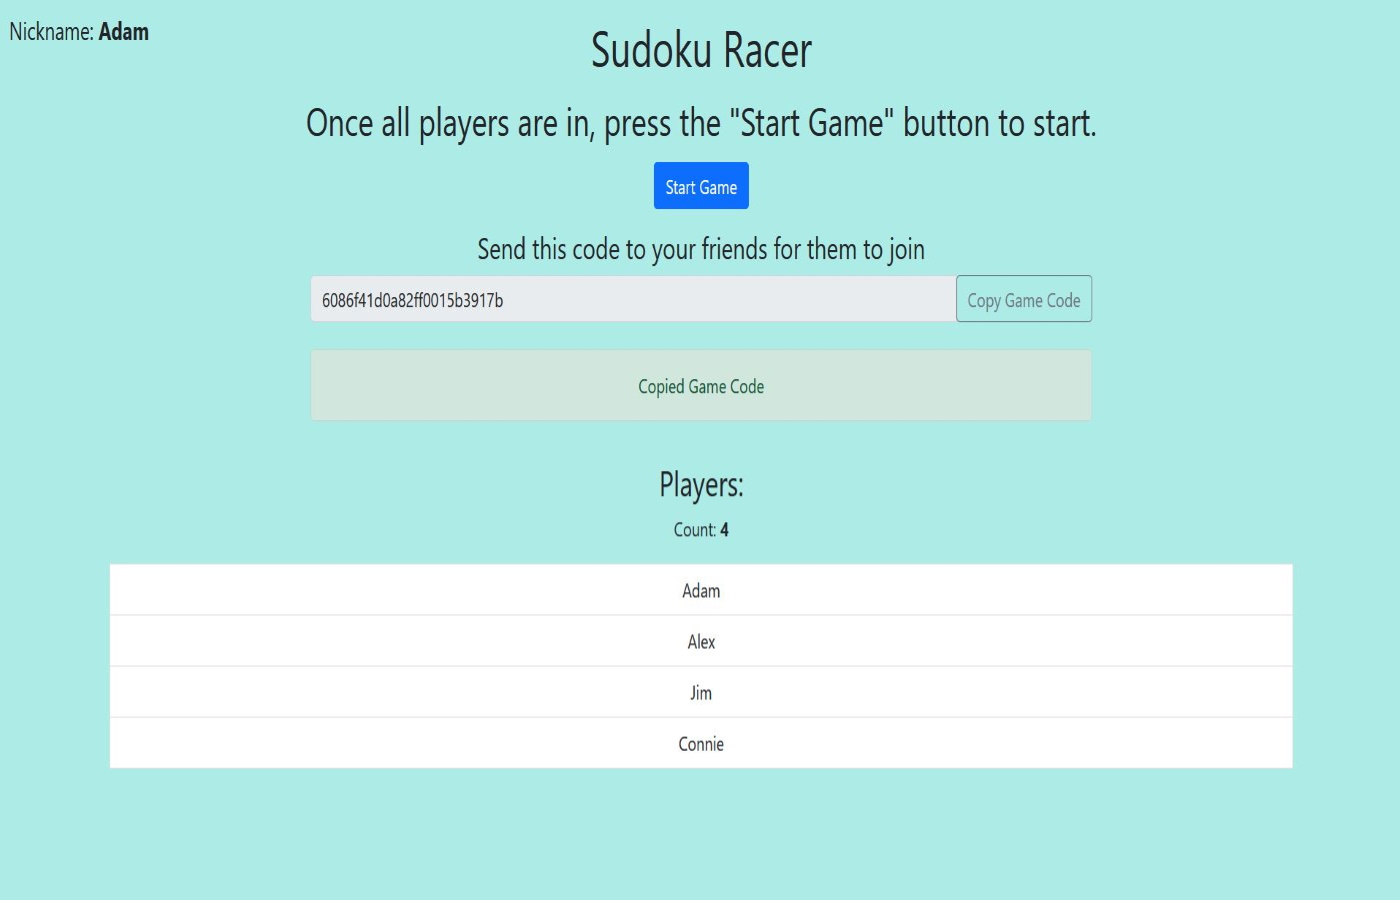 Nickname: Adam
Sudoku Racer
Once all players are in, press the "Start Game" button to start.
Start Game
Send this code to your friends for them to join
6086f41d0a82ff0015b3917b
Copy Game Code
Copied Game Code
Players:
Count: 4
Adam
Alex
Jim
Connie